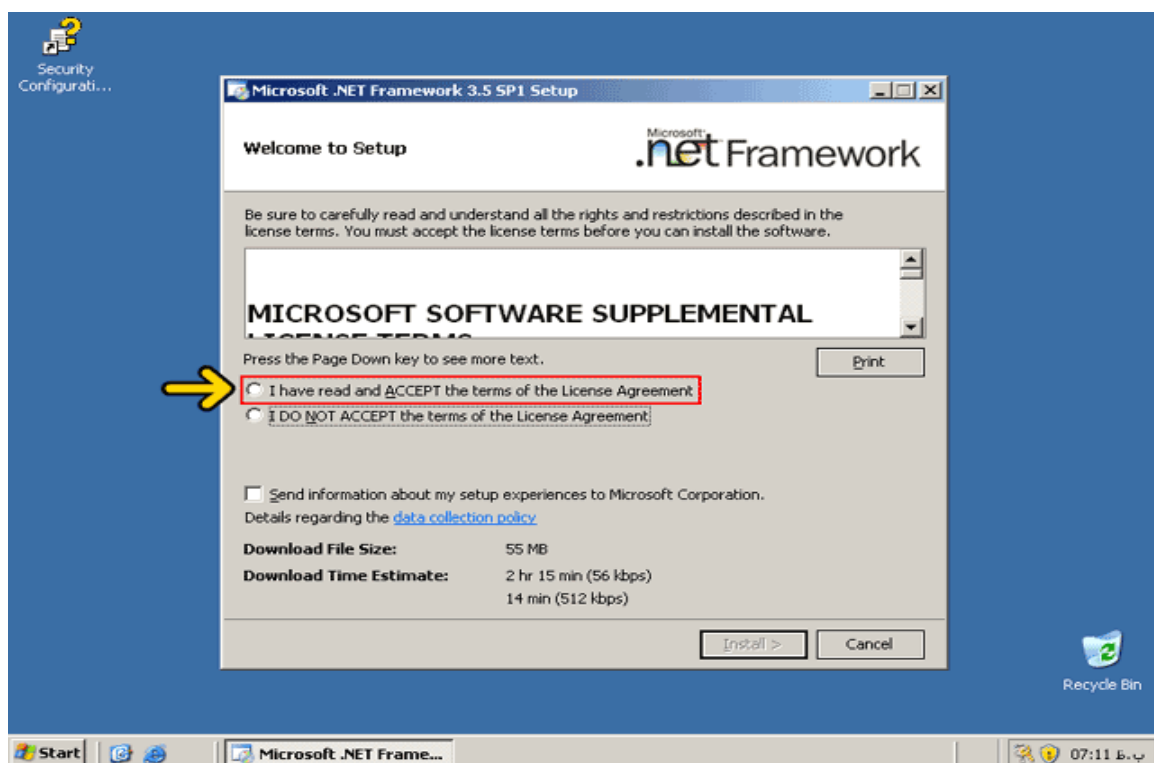 Security
Configurati...
Microsoft .NET Framework 3.5 SP1 Setup
Welcome to Setup
Microsoft
.net Framework
Be sure to carefully read and understand all the rights and restrictions described in the
license terms. You must accept the license terms before you can install the software.
MICROSOFT SOFTWARE SUPPLEMENTAL
LICENSE TERMS
Press the Page Down key to see more text.
Print
I have read and ACCEPT the terms of the License Agreement
I DO NOT ACCEPT the terms of the License Agreement
Send information about my setup experiences to Microsoft Corporation.
Details regarding the data collection policy
Download File Size: 55 MB
Download Time Estimate: 2 hr 15 min (56 kbps)
14 min (512 kbps)
Install >
Cancel
Recycle Bin
Start
Microsoft .NET Frame...
07:11 ب.ظ